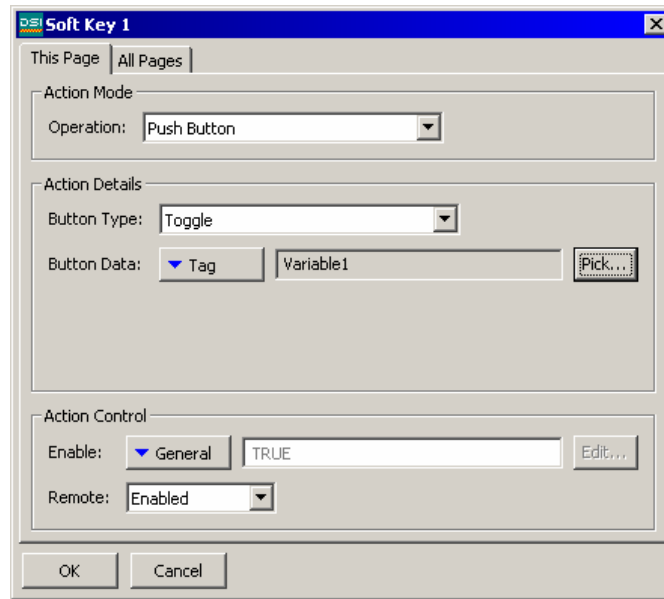 DSI Soft Key 1
This Page All Pages
Action Mode
Operation: Push Button
Action Details
Button Type: Toggle
Button Data: Tag Variable1 Pick...
Action Control
Enable: General TRUE Edit...
Remote: Enabled
OK Cancel